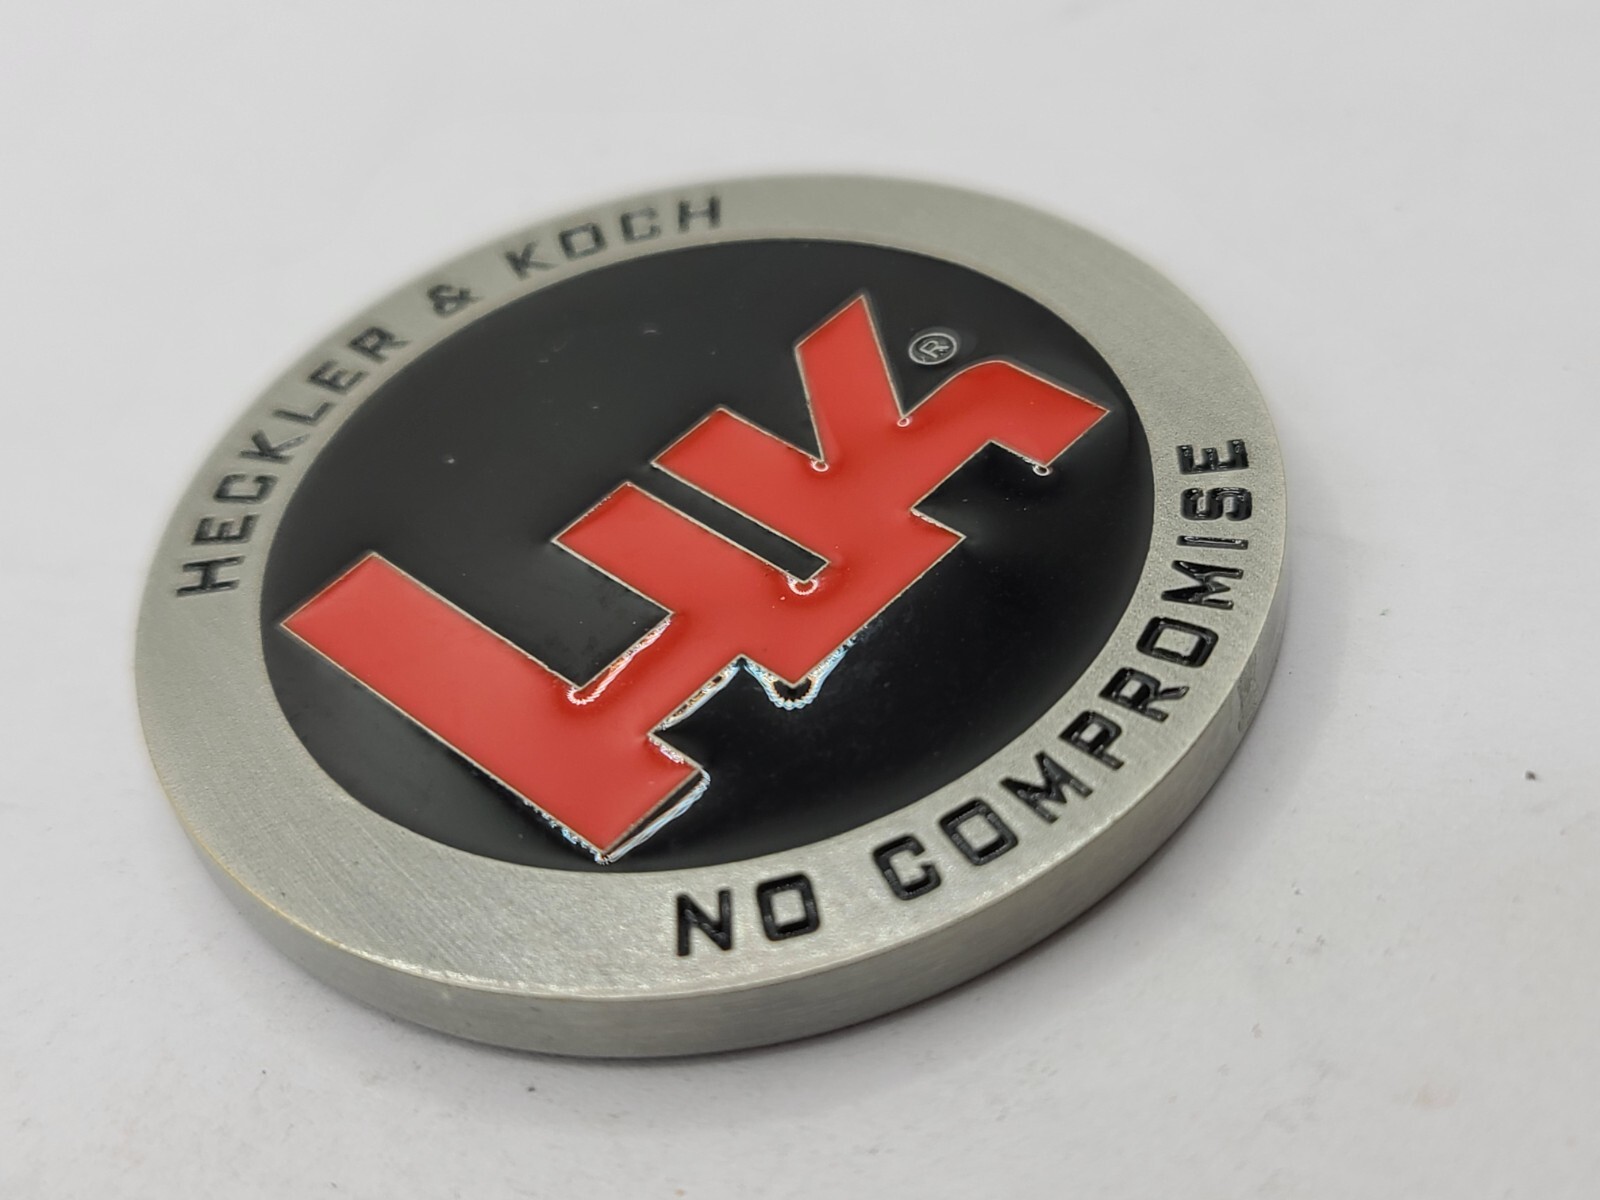 HECKLER & KOCH
HK®
NO COMPROMISE